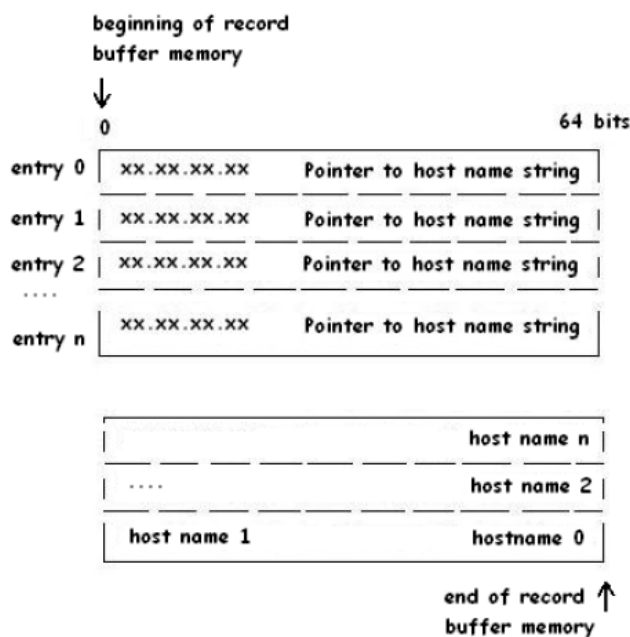 beginning of record
buffer memory
0 64 bits
entry 0 xx.xx.xx.xx Pointer to host name string
entry 1 xx.xx.xx.xx Pointer to host name string
entry 2 xx.xx.xx.xx Pointer to host name string
....
entry n xx.xx.xx.xx Pointer to host name string
host name n
.... host name 2
host name 1 hostname 0
end of record
buffer memory